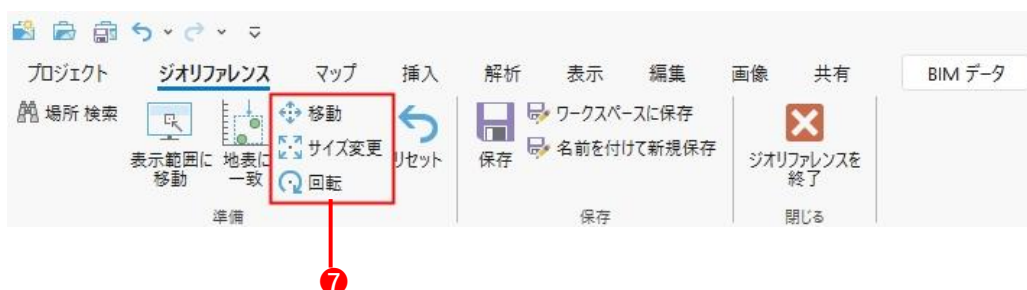 プロジェクト ジオリファレンス マップ 挿入 解析 表示 編集 画像 共有 BIM データ
場所 検索
表示範囲に
移動
地表に
一致
移動
サイズ変更
回転
リセット
準備
保存
ワークスペースに保存
名前を付けて新規保存
保存
ジオリファレンスを
終了
閉じる
7